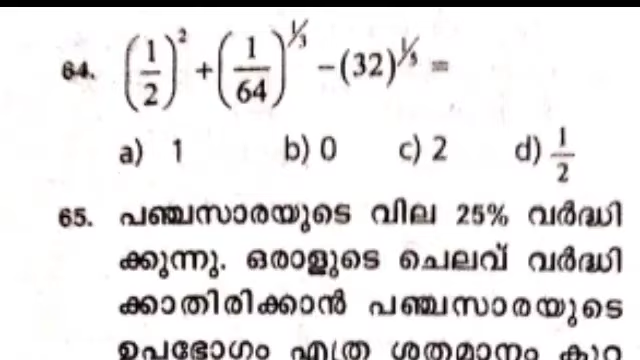 64. (1/2)² + (1/64)^(1/3) − (32)^(1/5) =
a) 1 b) 0 c) 2 d) 1/2
65. പഞ്ചസാരയുടെ വില 25% വർദ്ധി
ക്കുന്നു. ഒരാളുടെ ചെലവ് വർദ്ധി
ക്കാതിരിക്കാൻ പഞ്ചസാരയുടെ
ഉപഭോഗം എത്ര ശതമാനം കുറ